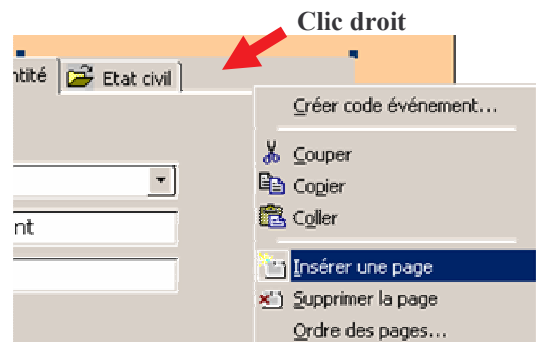 Clic droit
ntité
Etat civil
Créer code événement...
Couper
Copier
Coller
nt
Insérer une page
Supprimer la page
Ordre des pages...